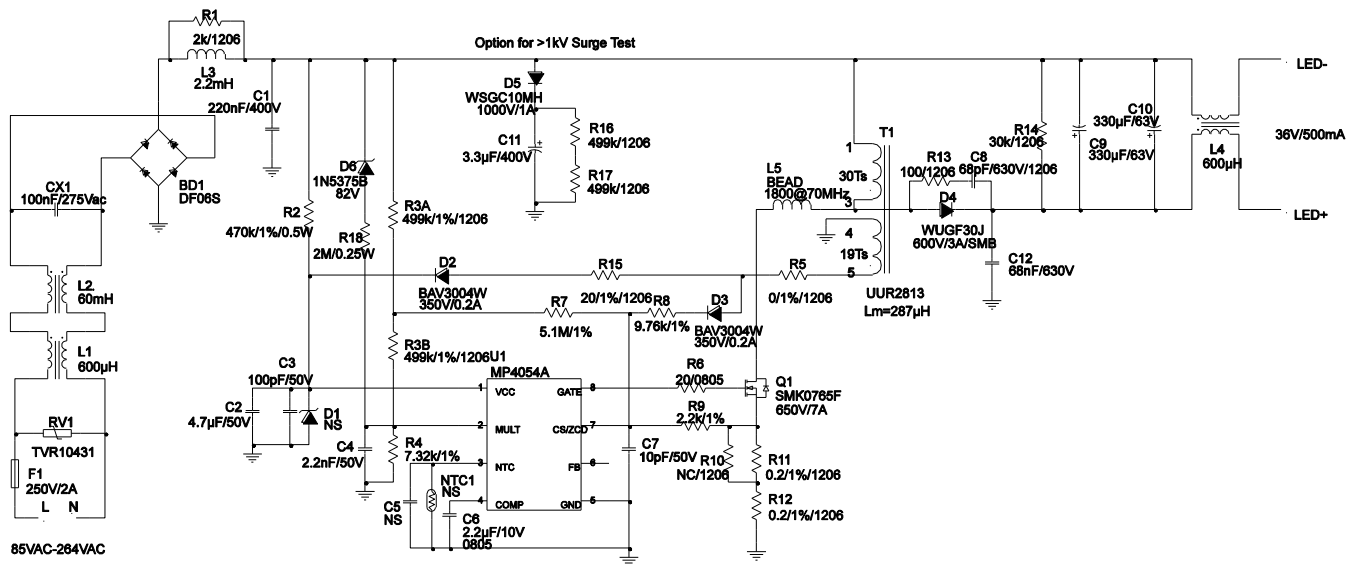 R1
2k/1206
L3
2.2mH
C1
220nF/400V
Option for >1kV Surge Test
D5
WSGC10MH
1000V/1A
C11
3.3µF/400V
R16
499k/1206
R17
499k/1206
R14
30k/1206
C10
330µF/63V
C9
330µF/63V
LED-
36V/500mA
L4
600µH
LED+
T1
1
30Ts
3
4
19Ts
5
UUR2813
Lm=287µH
L5
BEAD
1800@70MHz
R13
100/1206
C8
68pF/630V/1206
D4
WUGF30J
600V/3A/SMB
C12
68nF/630V
BD1
DF06S
CX1
100nF/275Vac
D6
1N5375B
82V
R2
470k/1%/0.5W
R18
2M/0.25W
R3A
499k/1%/1206
D2
BAV3004W
350V/0.2A
R15
20/1%/1206
R5
0/1%/1206
R7
5.1M/1%
R8
9.76k/1%
D3
BAV3004W
350V/0.2A
L2
60mH
L1
600µH
R3B
499k/1%/1206
U1
MP4054A
1
VCC
2
MULT
3
NTC
4
COMP
8
GATE
7
CS/ZCD
6
FB
5
GND
C3
100pF/50V
C2
4.7µF/50V
D1
NS
C4
2.2nF/50V
R4
7.32k/1%
C5
NS
NTC1
NS
C6
2.2µF/10V
0805
R6
20/0805
Q1
SMK0765F
650V/7A
R9
2.2k/1%
C7
10pF/50V
R10
NC/1206
R11
0.2/1%/1206
R12
0.2/1%/1206
RV1
TVR10431
F1
250V/2A
L
N
85VAC-264VAC